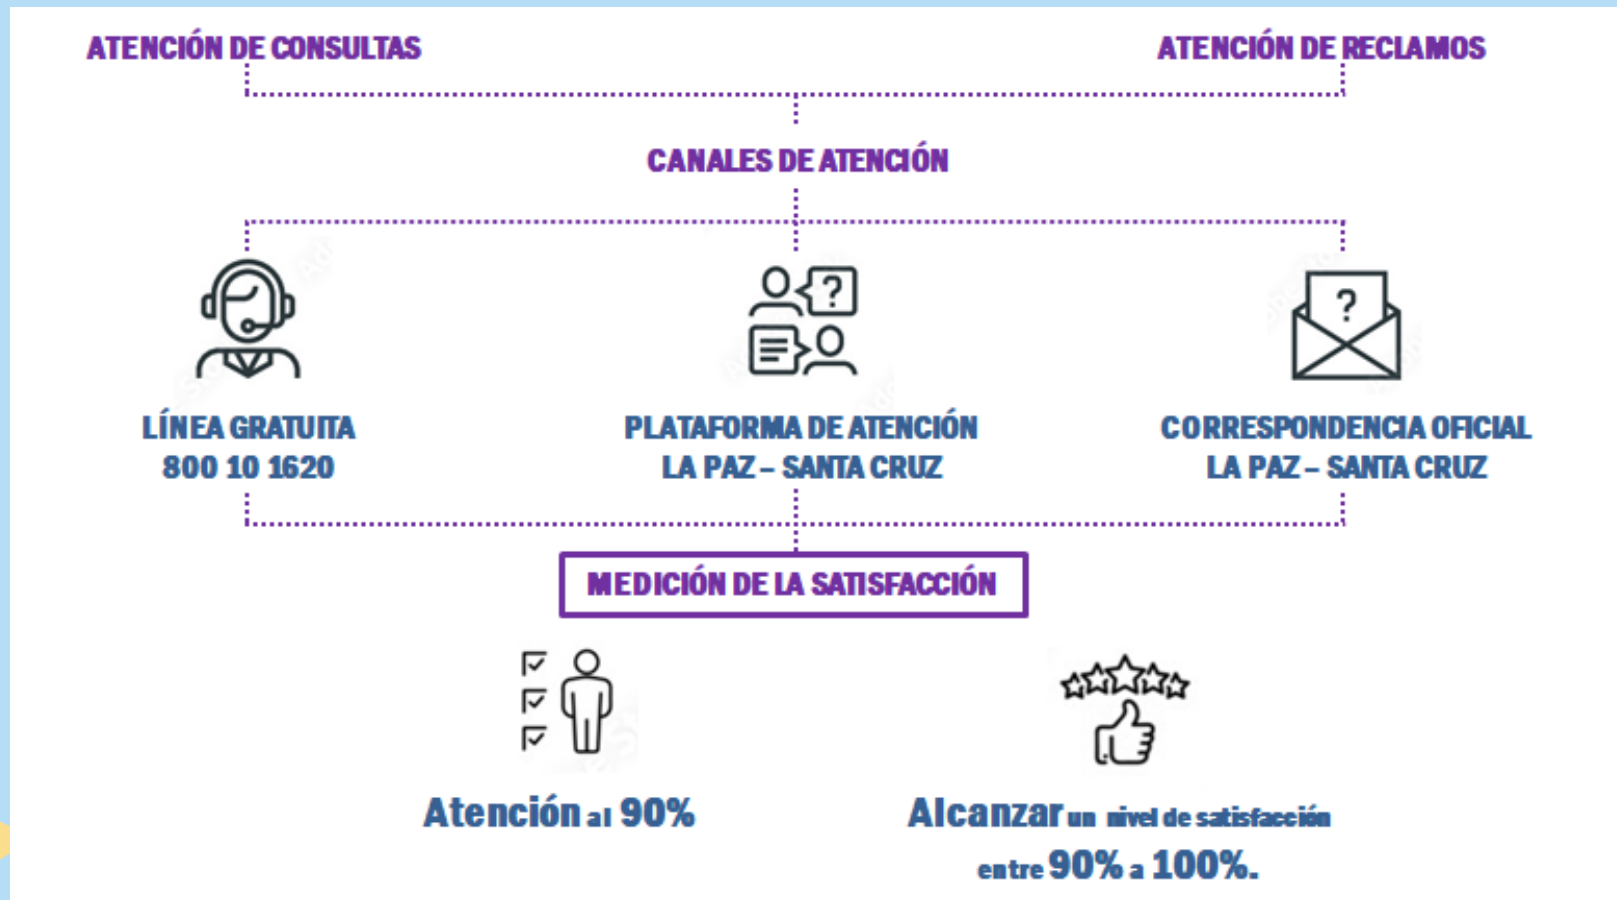 ATENCIÓN DE CONSULTAS
ATENCIÓN DE RECLAMOS
CANALES DE ATENCIÓN
?
?
LÍNEA GRATUITA
800 10 1620
PLATAFORMA DE ATENCIÓN
LA PAZ – SANTA CRUZ
CORRESPONDENCIA OFICIAL
LA PAZ – SANTA CRUZ
MEDICIÓN DE LA SATISFACCIÓN
Atención al 90%
Alcanzar un nivel de satisfacción
entre 90% a 100%.